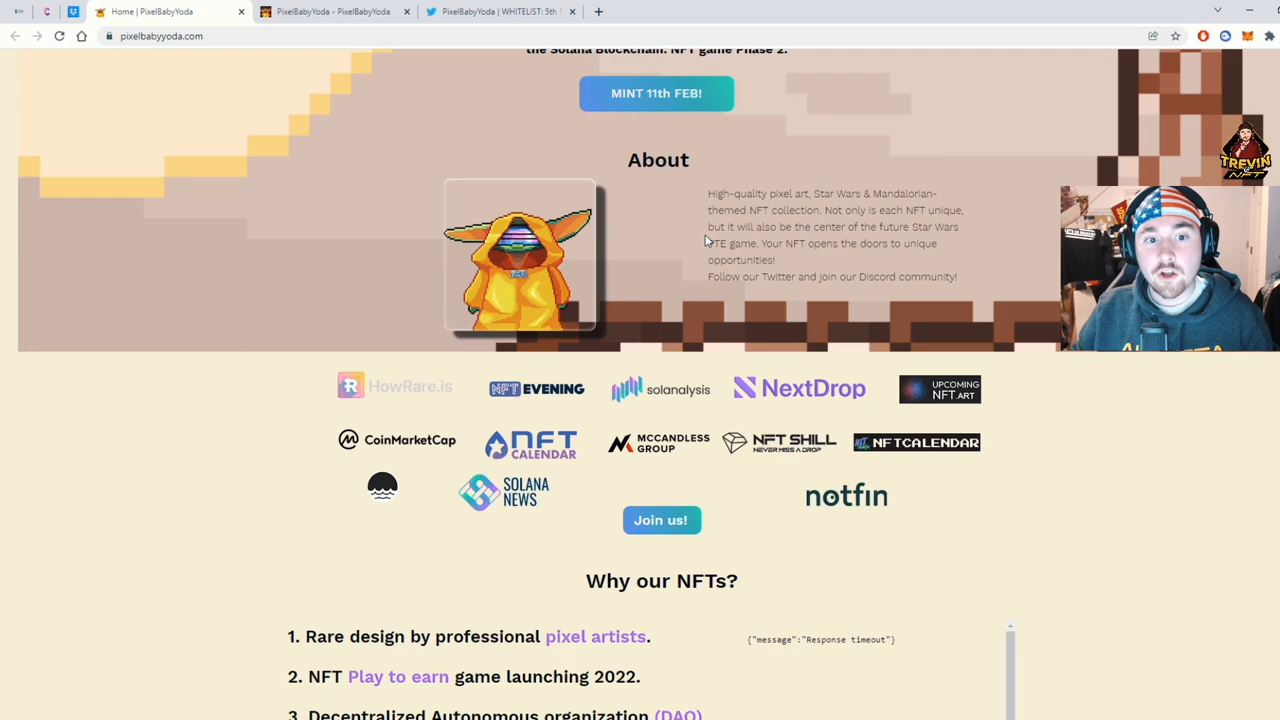 Home | PixelBabyYoda
PixelBabyYoda - PixelBabyYoda
PixelBabyYoda | WHITELIST: 5th
pixelbabyyoda.com
the Solana Blockchain. NFT game Phase 2.
MINT 11th FEB!
About
High-quality pixel art, Star Wars & Mandalorian-
themed NFT collection. Not only is each NFT unique,
but it will also be the center of the future Star Wars
PTE game. Your NFT opens the doors to unique
opportunities!
Follow our Twitter and join our Discord community!
TREVIN
NFT
HowRare.is
NFT EVENING
solanalysis
NextDrop
UPCOMING
NFT.ART
CoinMarketCap
NFT
CALENDAR
MCCANDLESS
GROUP
NFT SHILL
NEVER MISS A DROP
NFTCALENDAR
SOLANA
NEWS
notfin
Join us!
Why our NFTs?
1. Rare design by professional pixel artists.
{"message":"Response timeout"}
2. NFT Play to earn game launching 2022.
3. Decentralized Autonomous organization (DAO)